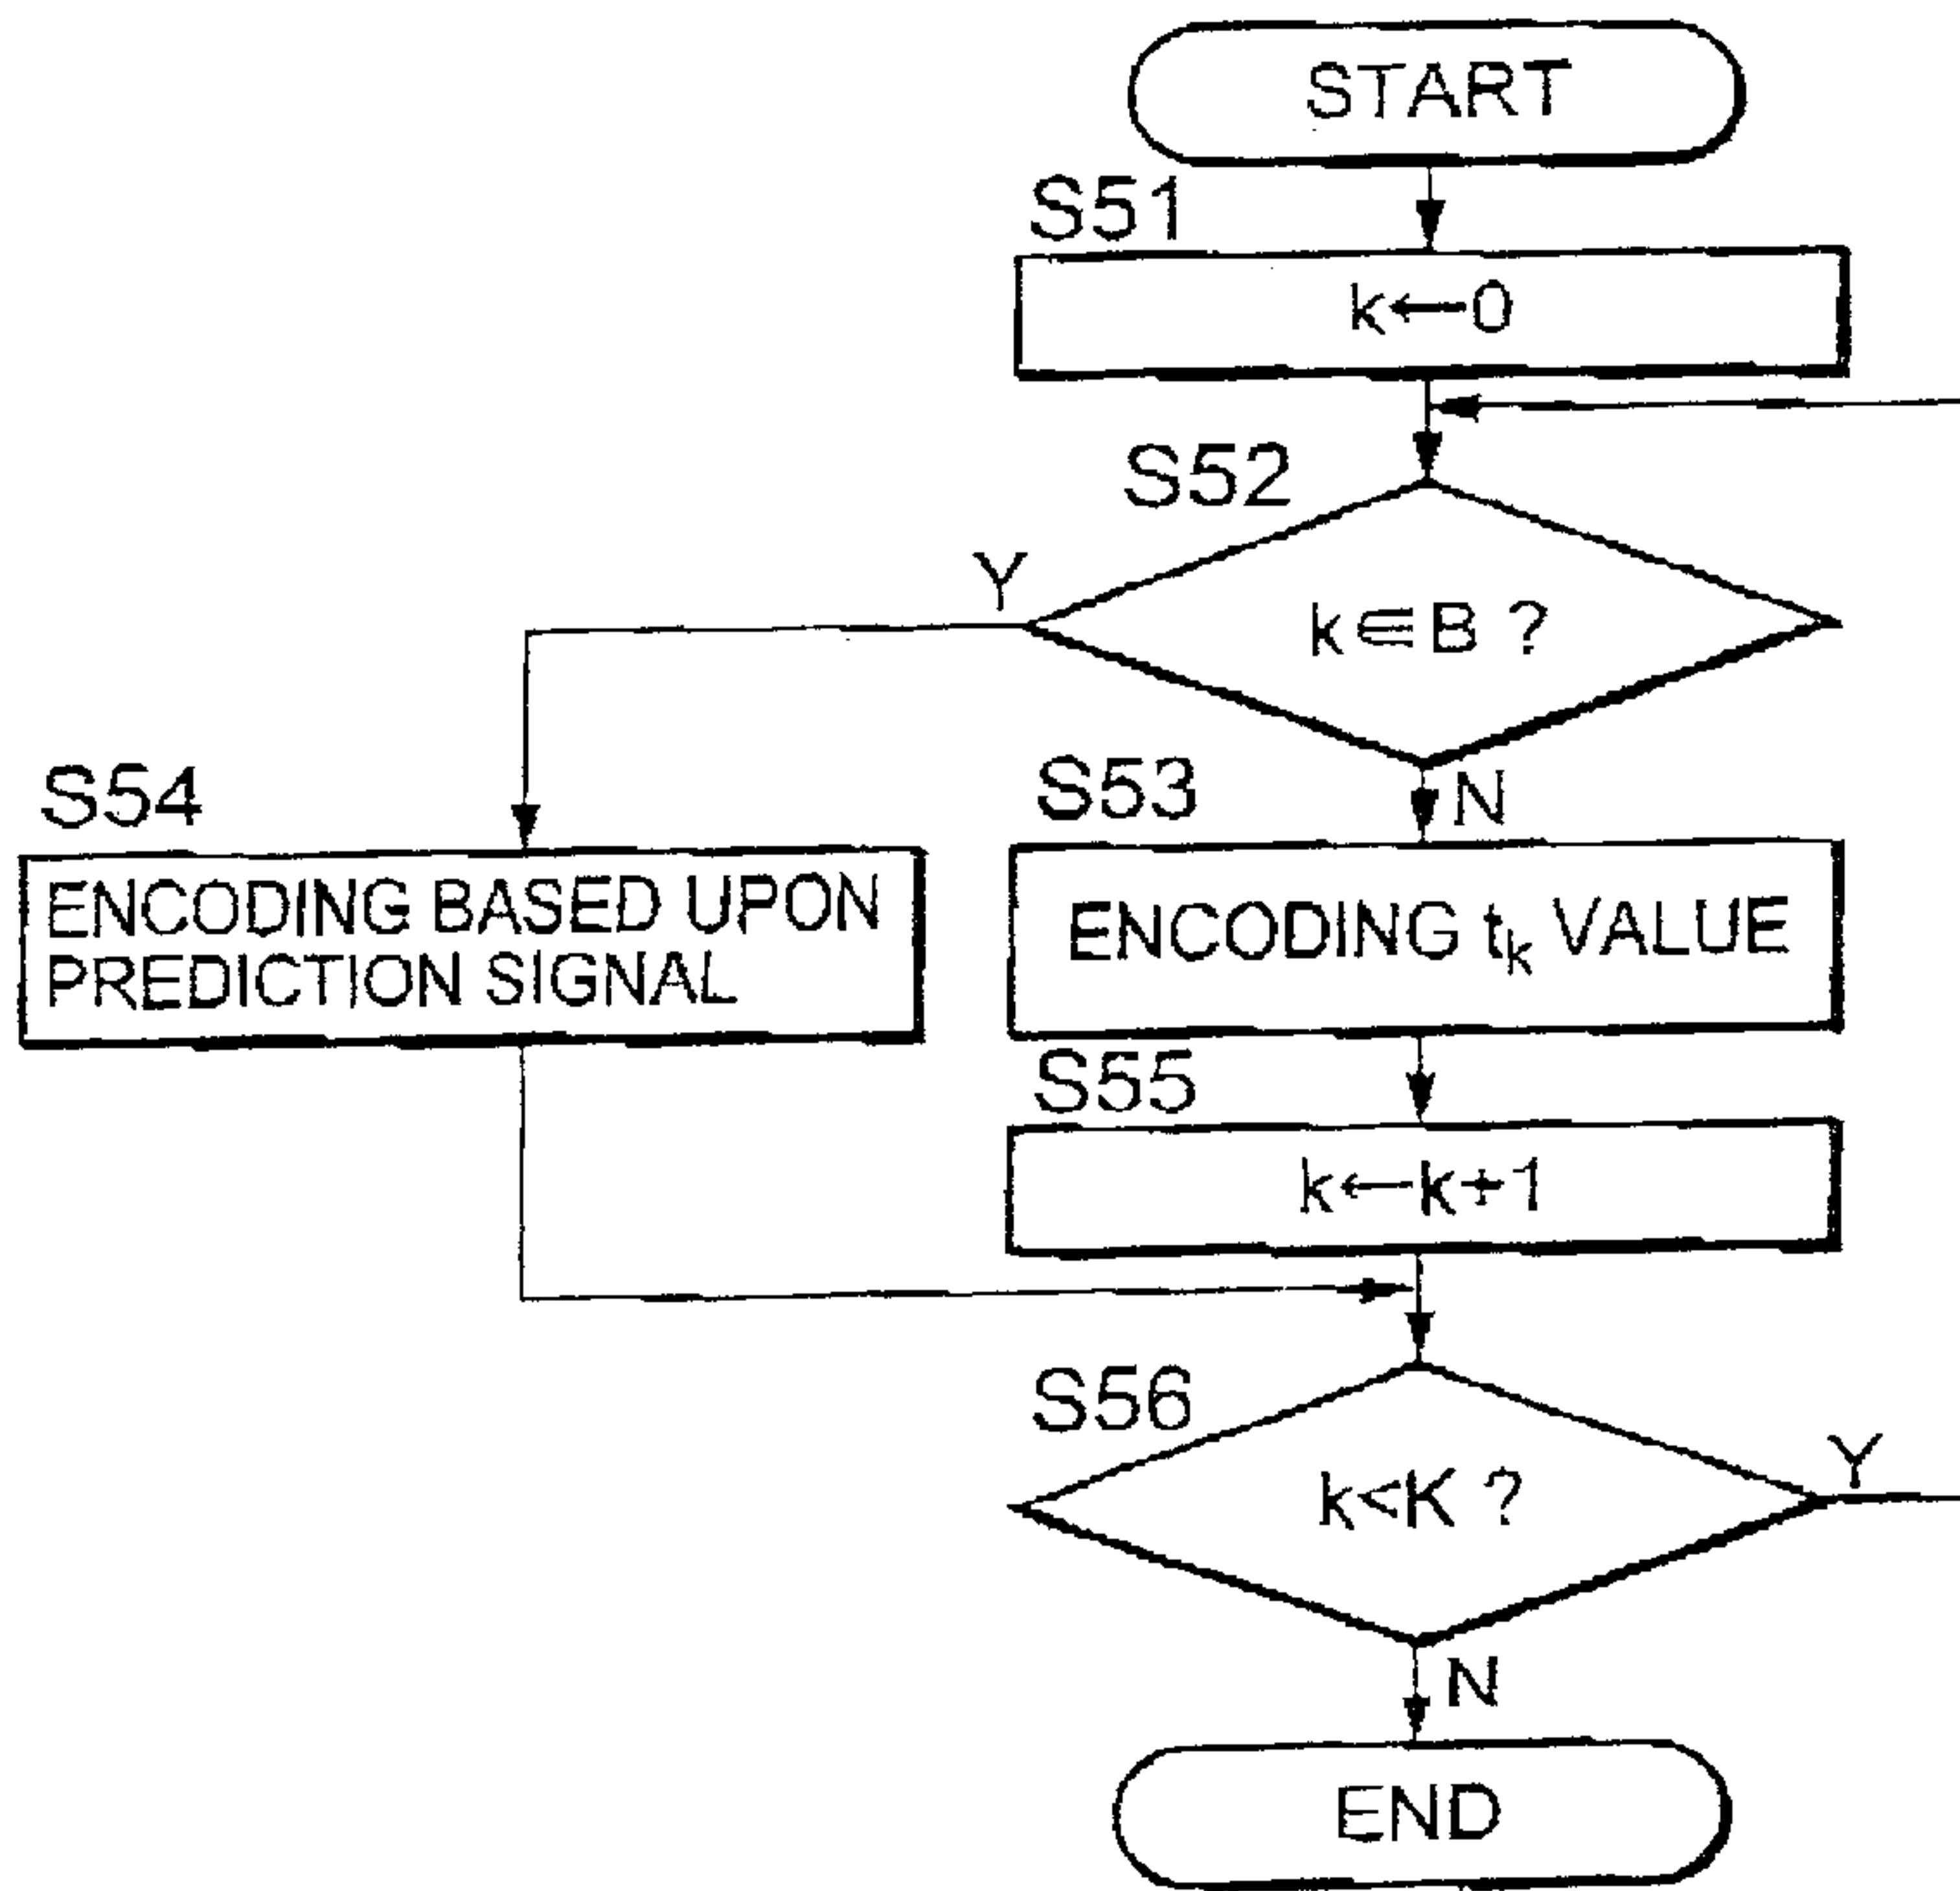 START
S51
k←0
S52
Y
k∈B ?
S54
S53
N
ENCODING BASED UPON
PREDICTION SIGNAL
ENCODING tₖ VALUE
S55
k←k+1
S56
k<K ?
Y
N
END